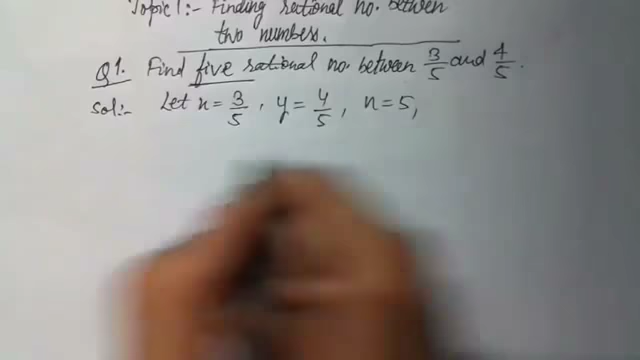 Topic 1:- Finding rational no. between
two numbers.
Q1. Find five rational no. between 3/5 and 4/5.
Sol:- Let x = 3/5, y = 4/5, n = 5,